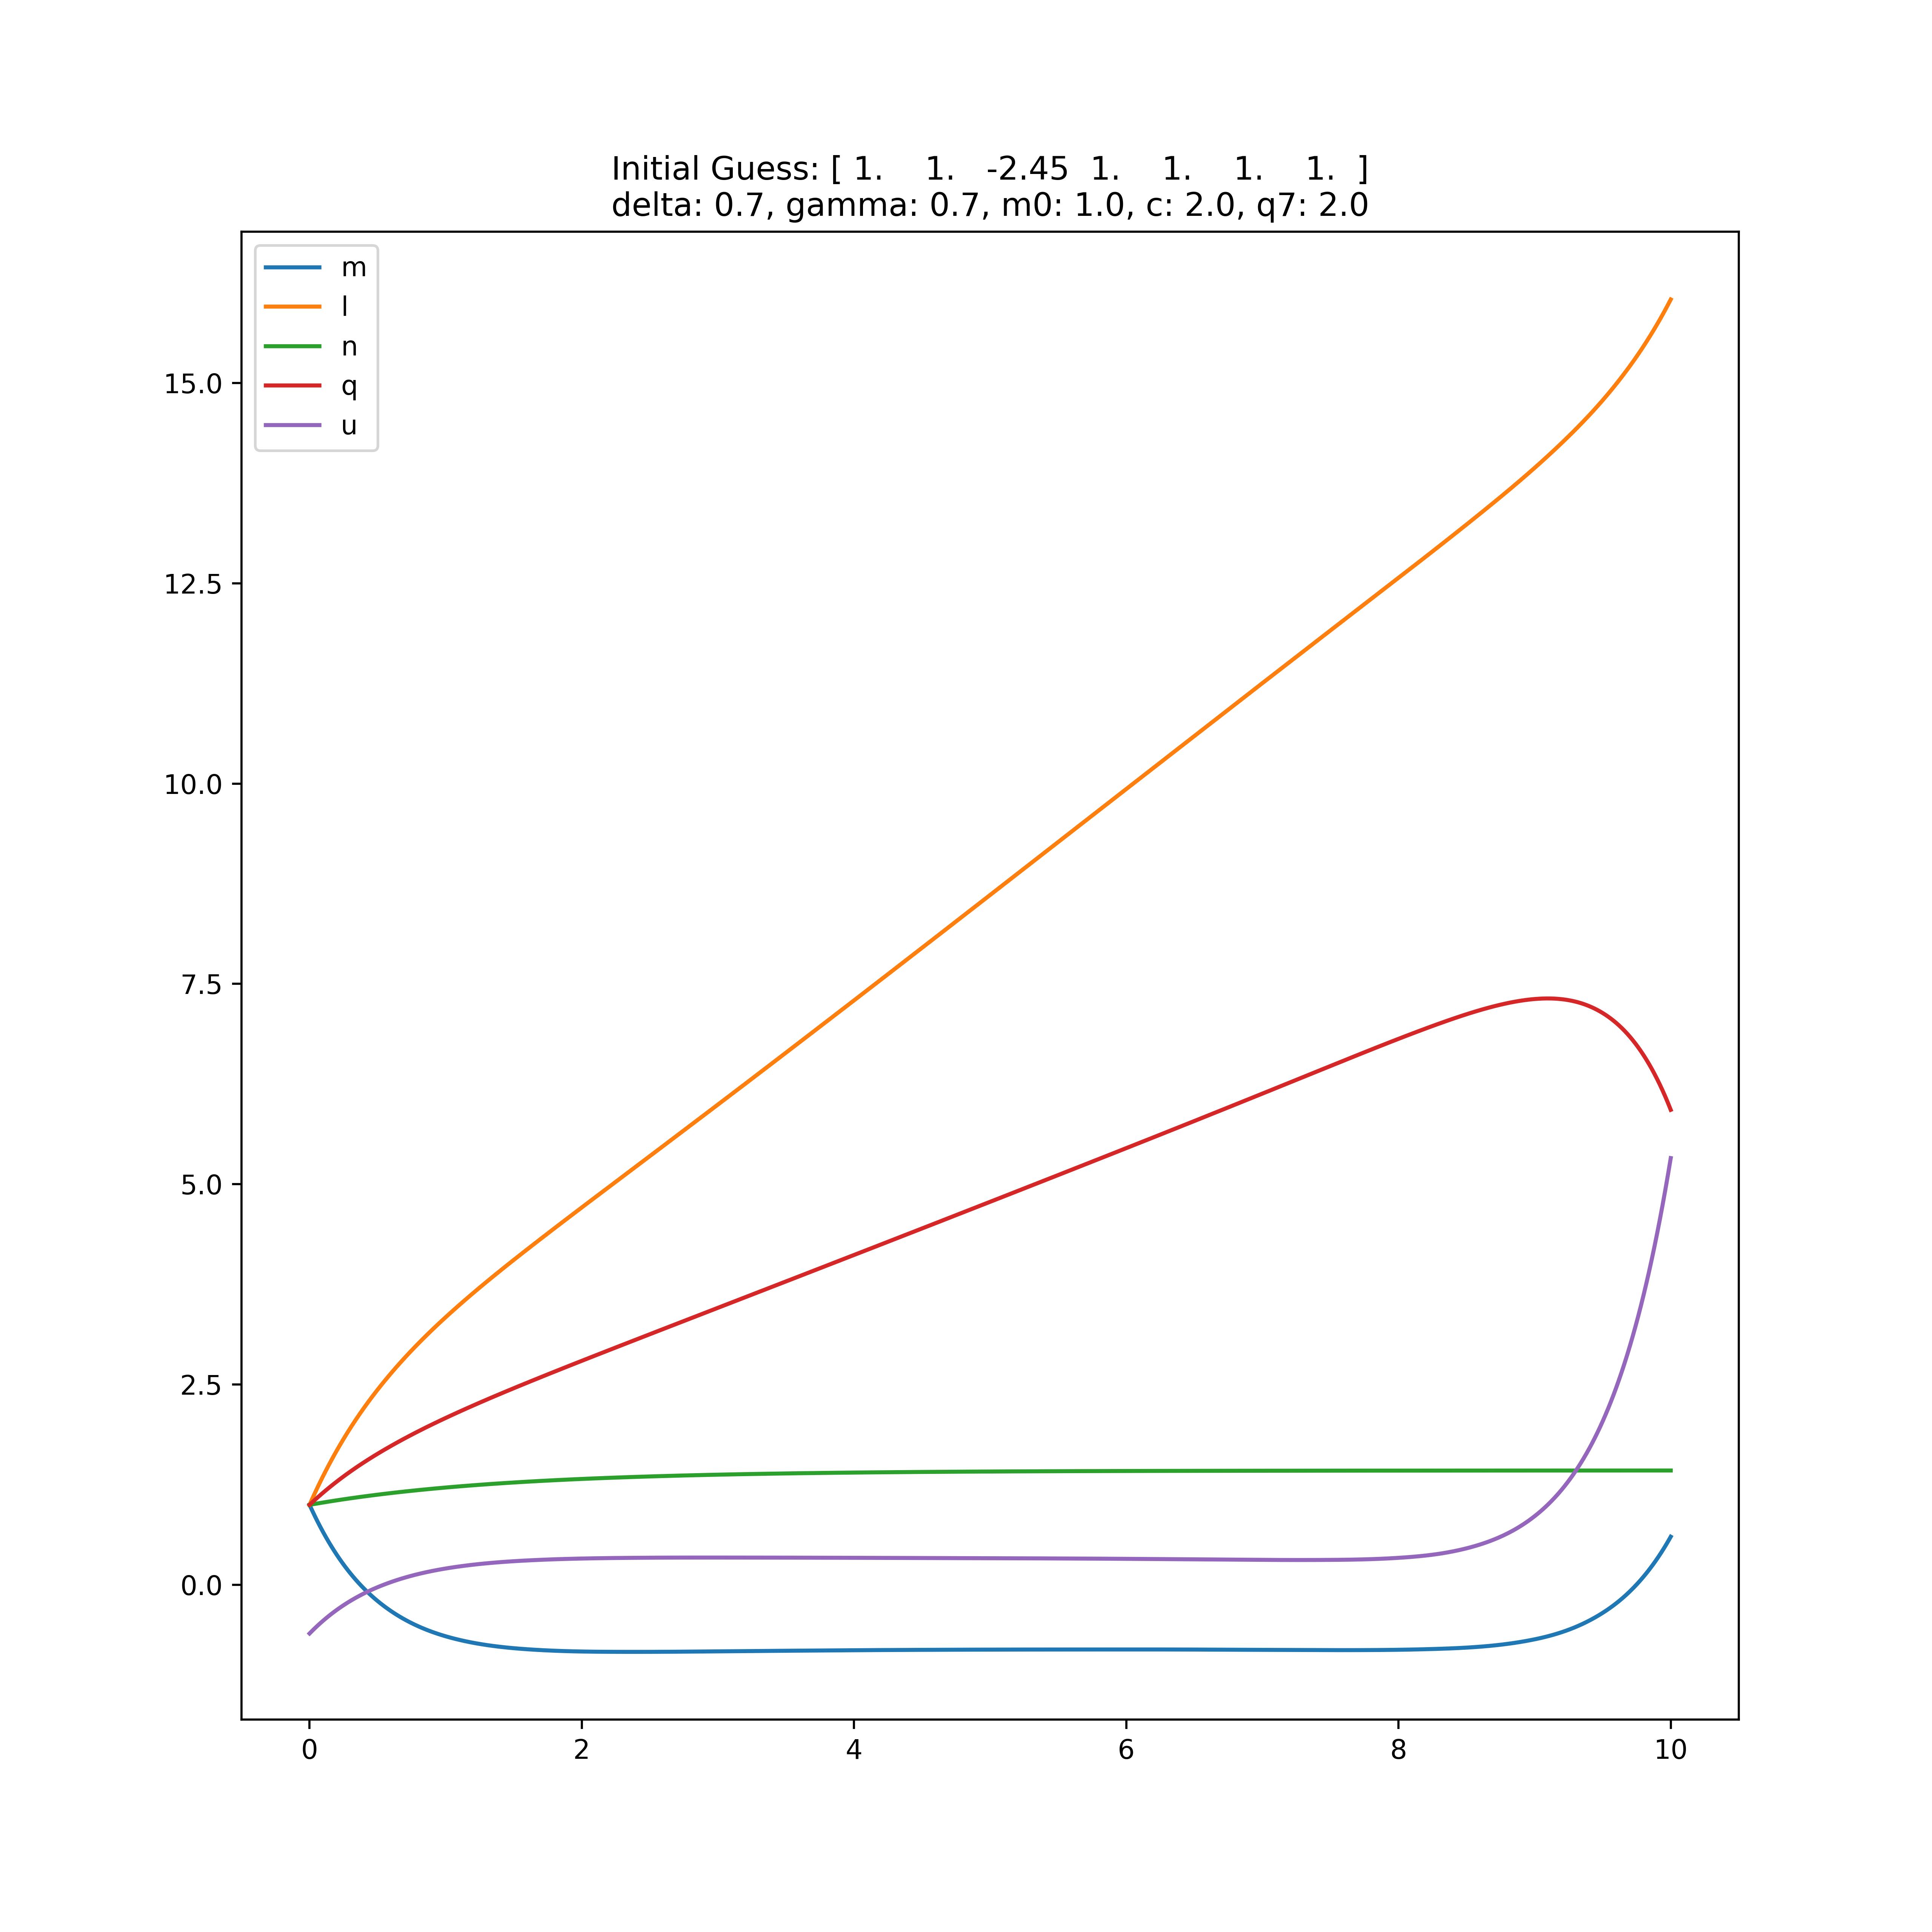 Initial Guess: [ 1. 1. -2.45 1. 1. 1. 1. ]
delta: 0.7, gamma: 0.7, m0: 1.0, c: 2.0, q7: 2.0
m
l
n
q
u
15.0
12.5
10.0
7.5
5.0
2.5
0.0
0 2 4 6 8 10